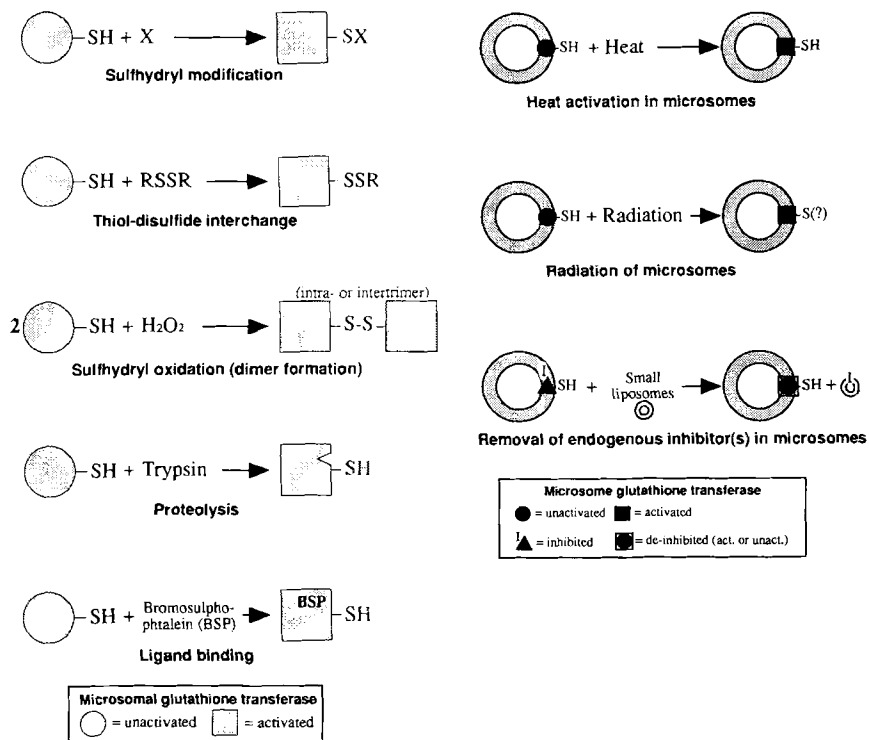 SH + X SX
Sulfhydryl modification
SH + RSSR SSR
Thiol-disulfide interchange
(intra- or intertrimer)
2 SH + H₂O₂ S-S
Sulfhydryl oxidation (dimer formation)
SH + Trypsin SH
Proteolysis
SH + Bromosulpho-
phtalein (BSP) BSP SH
Ligand binding
Microsomal glutathione transferase
= unactivated = activated
SH + Heat SH
Heat activation in microsomes
SH + Radiation S(?)
Radiation of microsomes
I SH + Small
liposomes SH + I
Removal of endogenous inhibitor(s) in microsomes
Microsome glutathione transferase
= unactivated = activated
I = inhibited = de-inhibited (act. or unact.)